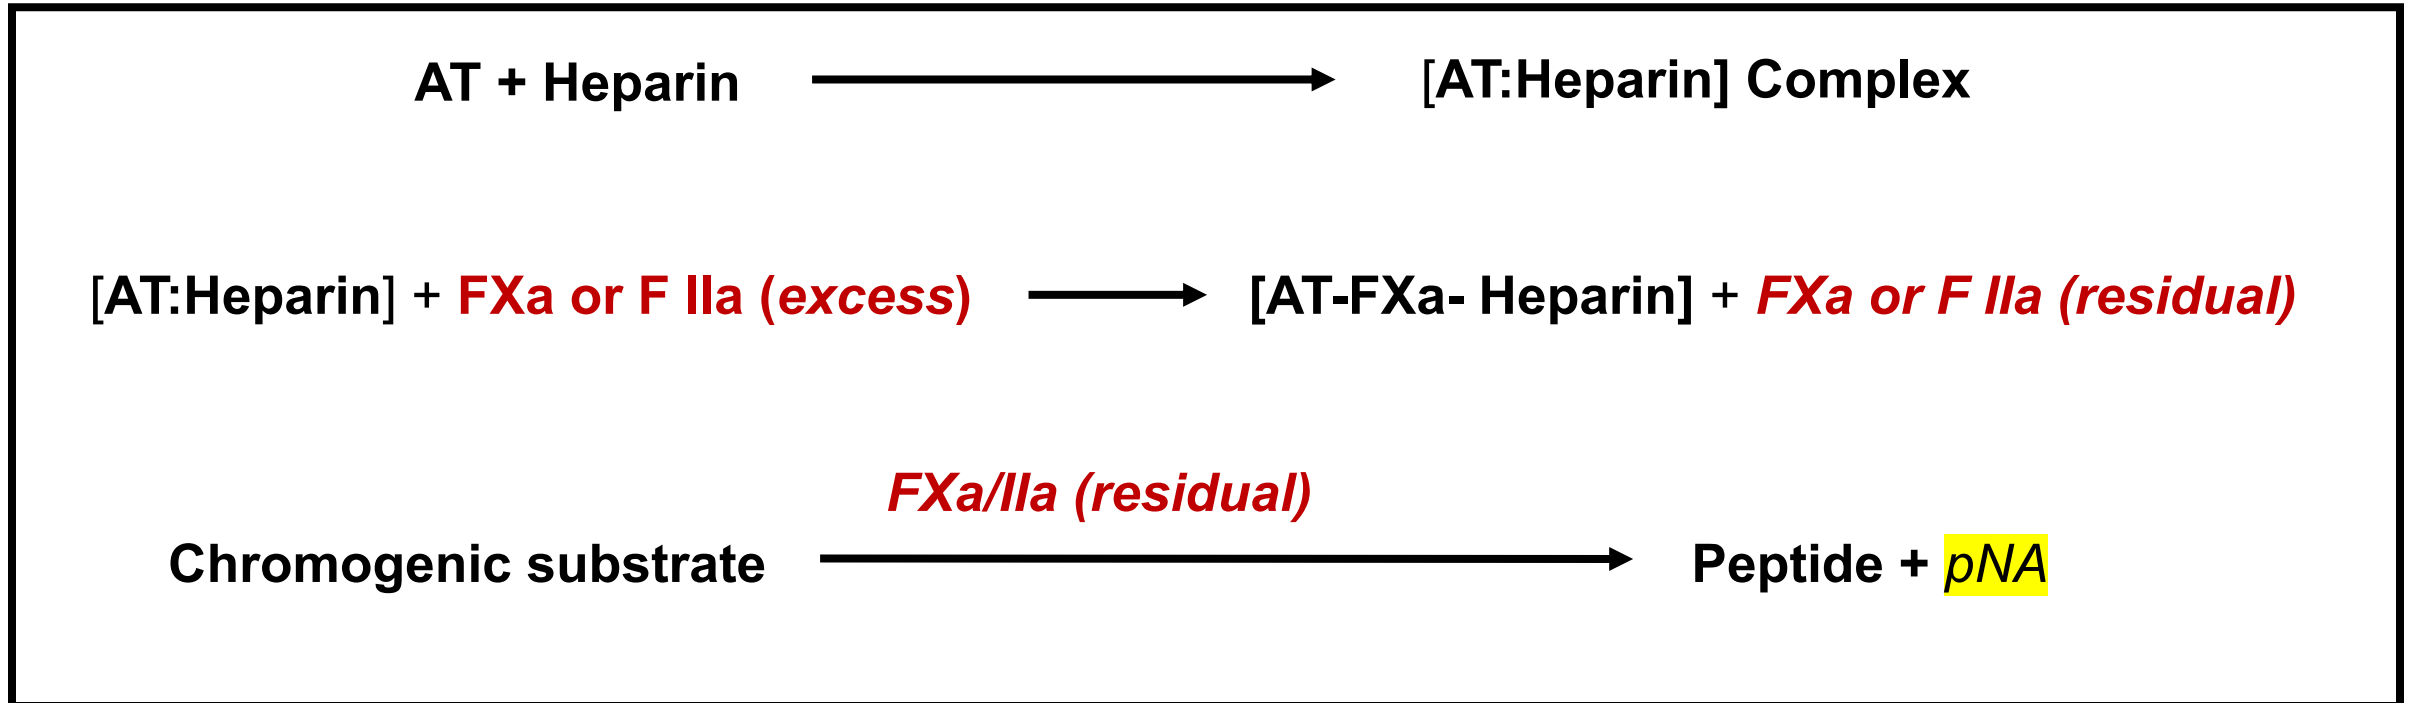 AT + Heparin [AT:Heparin] Complex
[AT:Heparin] + FXa or F IIa (excess) [AT-FXa- Heparin] + FXa or F IIa (residual)
FXa/IIa (residual)
Chromogenic substrate Peptide + pNA